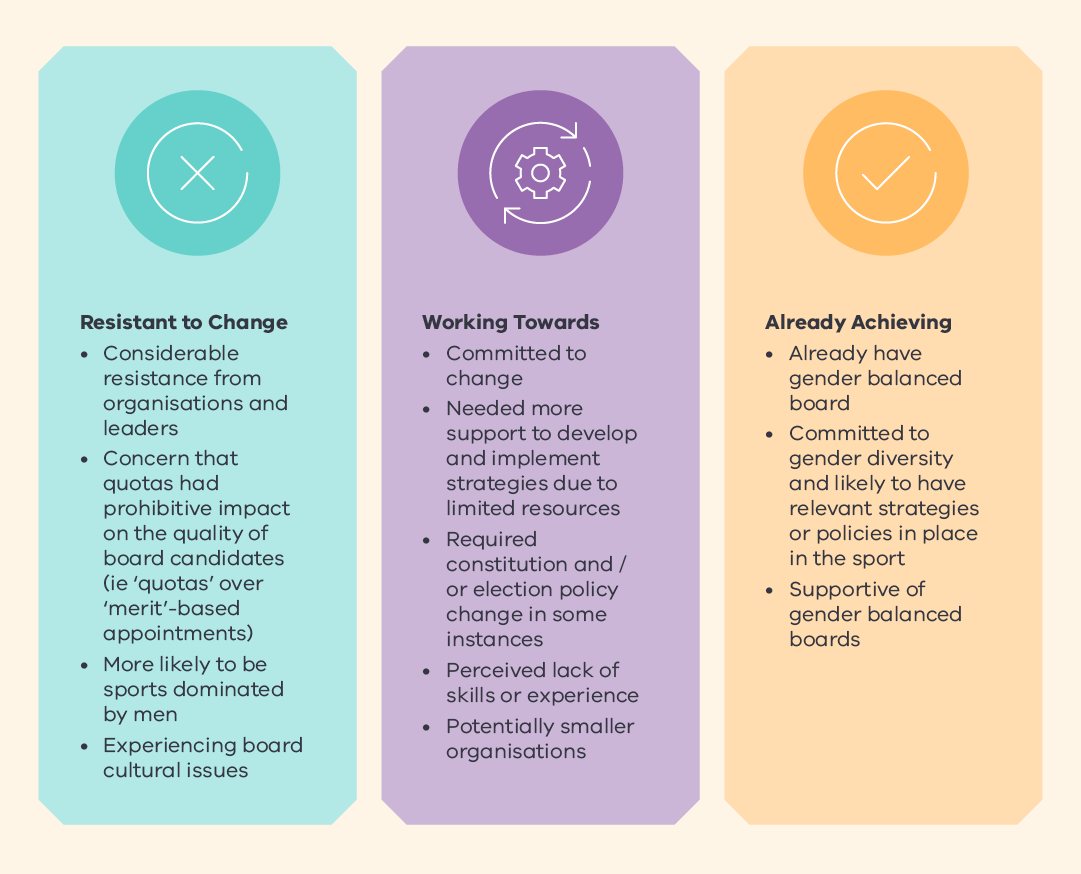 Resistant to Change
• Considerable
resistance from
organisations and
leaders
• Concern that
quotas had
prohibitive impact
on the quality of
board candidates
(ie ‘quotas’ over
‘merit’-based
appointments)
• More likely to be
sports dominated
by men
• Experiencing board
cultural issues
Working Towards
• Committed to
change
• Needed more
support to develop
and implement
strategies due to
limited resources
• Required
constitution and /
or election policy
change in some
instances
• Perceived lack of
skills or experience
• Potentially smaller
organisations
Already Achieving
• Already have
gender balanced
board
• Committed to
gender diversity
and likely to have
relevant strategies
or policies in place
in the sport
• Supportive of
gender balanced
boards